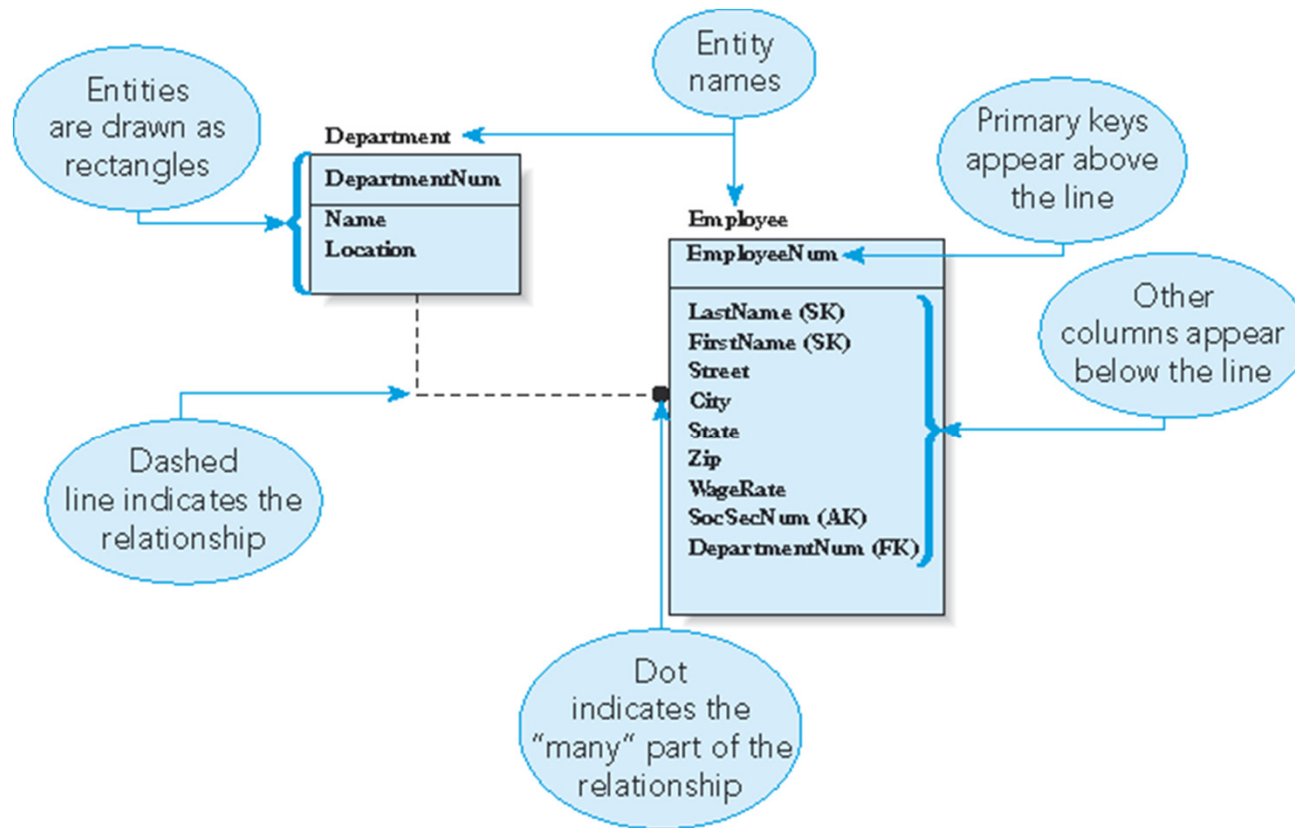 Entity
names
Entities
are drawn as
rectangles
Department
DepartmentNum
Name
Location
Primary keys
appear above
the line
Employee
EmployeeNum
LastName (SK)
FirstName (SK)
Street
City
State
Zip
WageRate
SocSecNum (AK)
DepartmentNum (FK)
Other
columns appear
below the line
Dashed
line indicates the
relationship
Dot
indicates the
“many“ part of the
relationship